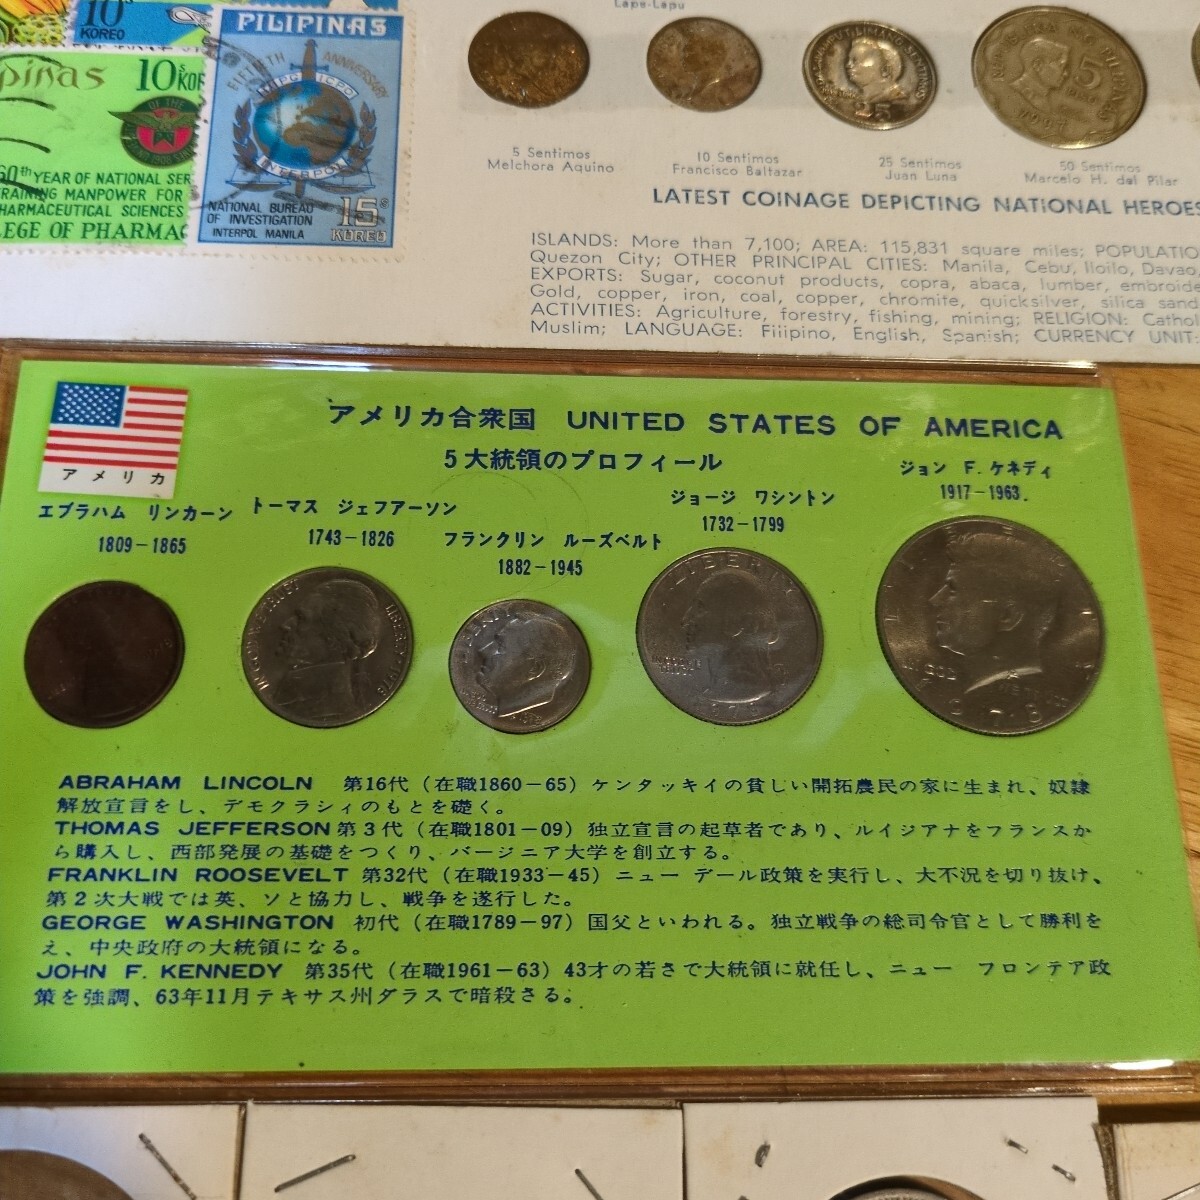 Lapu-Lapu
10s
KOREO
PILIPINAS
pinas
10s
FIFTIETH ANNIVERSARY
OIPC ICPO
INTERPOL
OF THE
60th YEAR OF NATIONAL SER
TRAINING MANPOWER FOR
PHARMACEUTICAL SCIENCES
LEGE OF PHARMAC
NATIONAL BUREAU
OF INVESTIGATION
INTERPOL MANILA
15s
KOREO
25
5
5 Sentimos
Melchora Aquino
10 Sentimos
Francisco Baltazar
25 Sentimos
Juan Luna
50 Sentimos
Marcelo H. del Pilar
LATEST COINAGE DEPICTING NATIONAL HEROES
ISLANDS: More than 7,100; AREA: 115,831 square miles; POPULATIO
Quezon City; OTHER PRINCIPAL CITIES: Manila, Cebu, Iloilo, Davao,
EXPORTS: Sugar, coconut products, copra, abaca, lumber, embroide
Gold, copper, iron, coal, copper, chromite, quicksilver, silica sand
ACTIVITIES: Agriculture, forestry, fishing, mining; RELIGION: Cathol
Muslim; LANGUAGE: Fiiipino, English, Spanish; CURRENCY UNIT:
アメリカ
アメリカ合衆国 UNITED STATES OF AMERICA
5大統領のプロフィール
エブラハム リンカーン
1809－1865
トーマス ジェフアーソン
1743－1826
フランクリン ルーズベルト
1882－1945
ジョージ ワシントン
1732－1799
ジョン F. ケネディ
1917－1963.
IN GOD WE TRUST
LIBERTY
1978
LIBERTY
LIBERTY
LIBERTY
1978
ABRAHAM LINCOLN 第16代（在職1860－65）ケンタッキイの貧しい開拓農民の家に生まれ、奴隷
解放宣言をし、デモクラシィのもとを礎く。
THOMAS JEFFERSON 第3代（在職1801－09）独立宣言の起草者であり、ルイジアナをフランスか
ら購入し、西部発展の基礎をつくり、バージニア大学を創立する。
FRANKLIN ROOSEVELT 第32代（在職1933－45）ニュー デール政策を実行し、大不況を切り抜け、
第2次大戦では英、ソと協力し、戦争を遂行した。
GEORGE WASHINGTON 初代（在職1789－97）国父といわれる。独立戦争の総司令官として勝利を
え、中央政府の大統領になる。
JOHN F. KENNEDY 第35代（在職1961－63）43才の若さで大統領に就任し、ニュー フロンテア政
策を強調、63年11月テキサス州ダラスで暗殺さる。